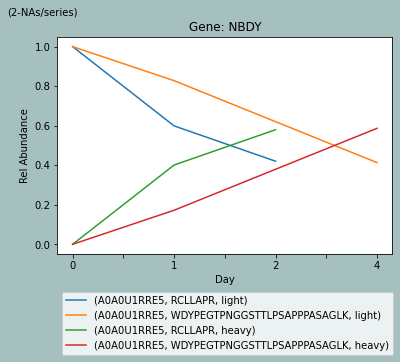 (2-NAs/series)
Gene: NBDY
1.0
0.8
0.6
0.4
0.2
0.0
Rel Abundance
0 1 2 4
Day
(A0A0U1RRE5, RCLLAPR, light)
(A0A0U1RRE5, WDYPEGTPNGGSTTLPSAPPPASAGLK, light)
(A0A0U1RRE5, RCLLAPR, heavy)
(A0A0U1RRE5, WDYPEGTPNGGSTTLPSAPPPASAGLK, heavy)